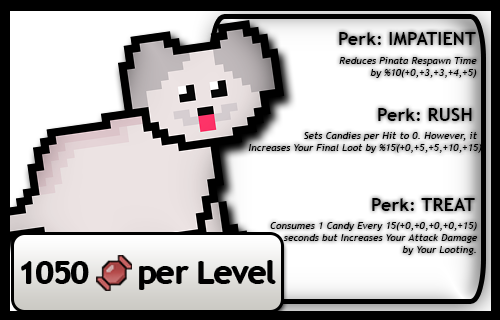 Perk: IMPATIENT
Reduces Pinata Respawn Time
by %10(+0,+3,+3,+4,+5)
Perk: RUSH
Sets Candies per Hit to 0. However, it
Increases Your Final Loot by %15(+0,+5,+5,+10,+15)
Perk: TREAT
Consumes 1 Candy Every 15(+0,+0,+0,+0,+15)
seconds but Increases Your Attack Damage
by Your Looting.
1050 per Level